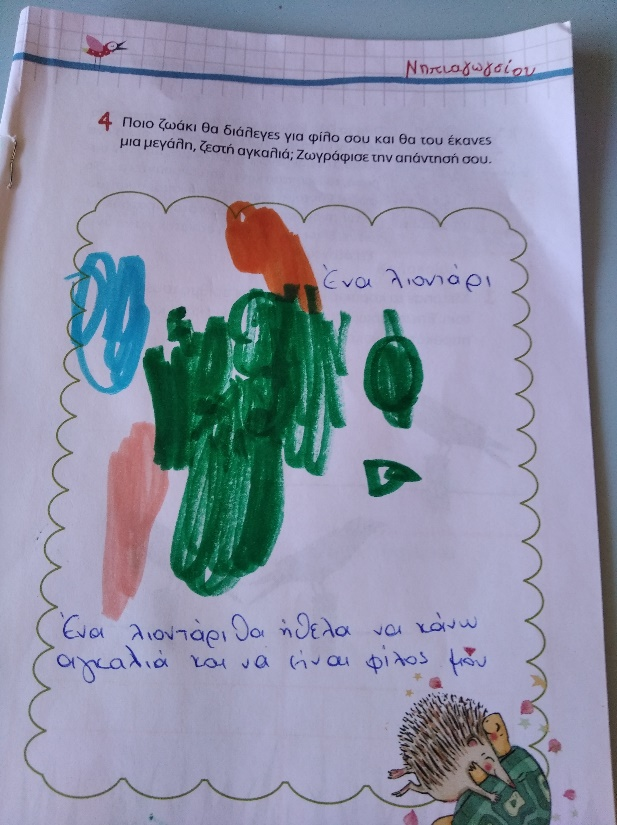 Νηπιαγωγείου
4 Ποιο ζωάκι θα διάλεγες για φίλο σου και θα του έκανες
μια μεγάλη, ζεστή αγκαλιά; Ζωγράφισε την απάντησή σου.
Ένα λιοντάρι
Ένα λιοντάρι θα ήθελα να κάνω
αγκαλιά και να είναι φίλος μου